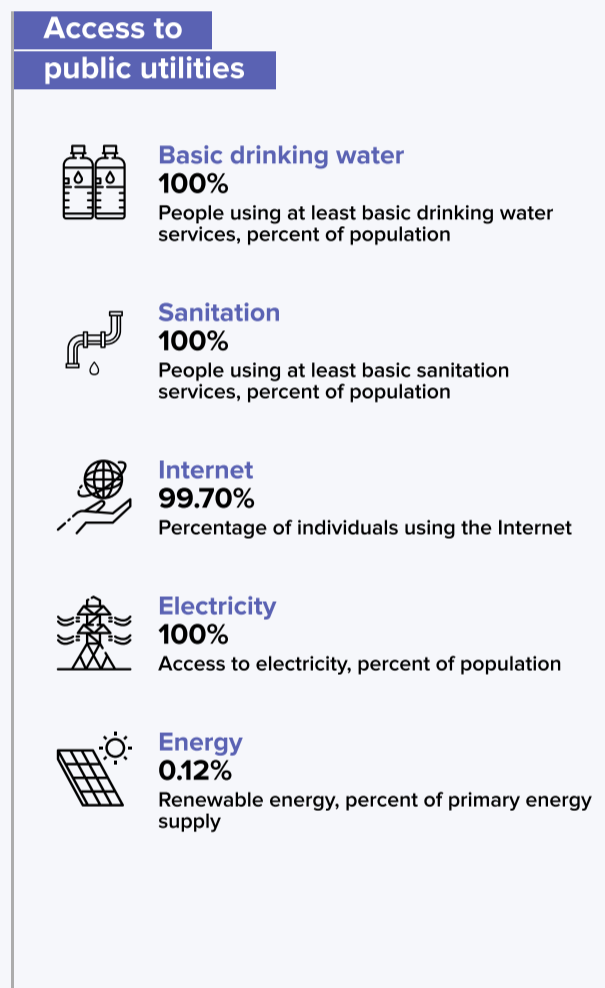 Access to
public utilities
Basic drinking water
100%
People using at least basic drinking water
services, percent of population
Sanitation
100%
People using at least basic sanitation
services, percent of population
Internet
99.70%
Percentage of individuals using the Internet
Electricity
100%
Access to electricity, percent of population
Energy
0.12%
Renewable energy, percent of primary energy
supply